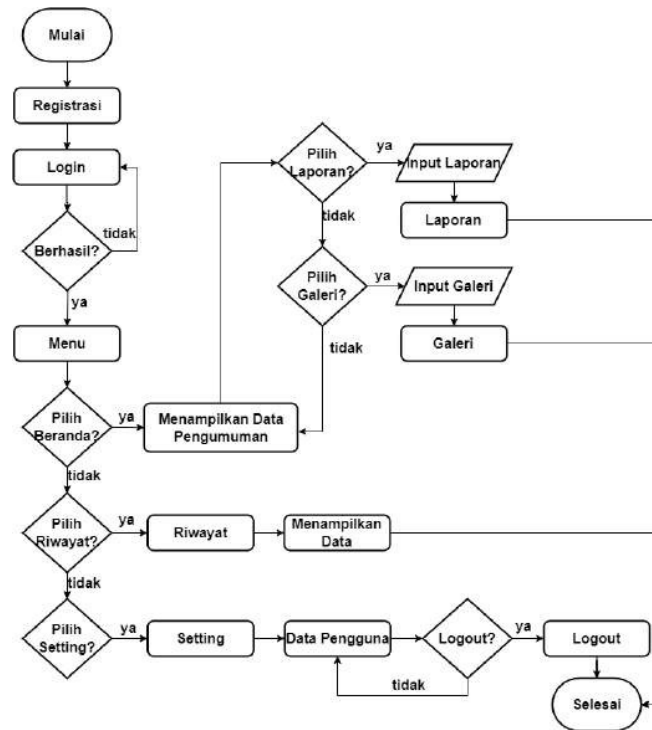 Mulai
Registrasi
Login
tidak
Berhasil?
ya
Menu
Pilih
Beranda?
ya
Menampilkan Data
Pengumuman
Pilih
Laporan?
ya
Input Laporan
Laporan
tidak
Pilih
Galeri?
ya
Input Galeri
Galeri
tidak
tidak
Pilih
Riwayat?
ya
Riwayat
Menampilkan
Data
tidak
Pilih
Setting?
ya
Setting
Data Pengguna
Logout?
ya
Logout
tidak
Selesai